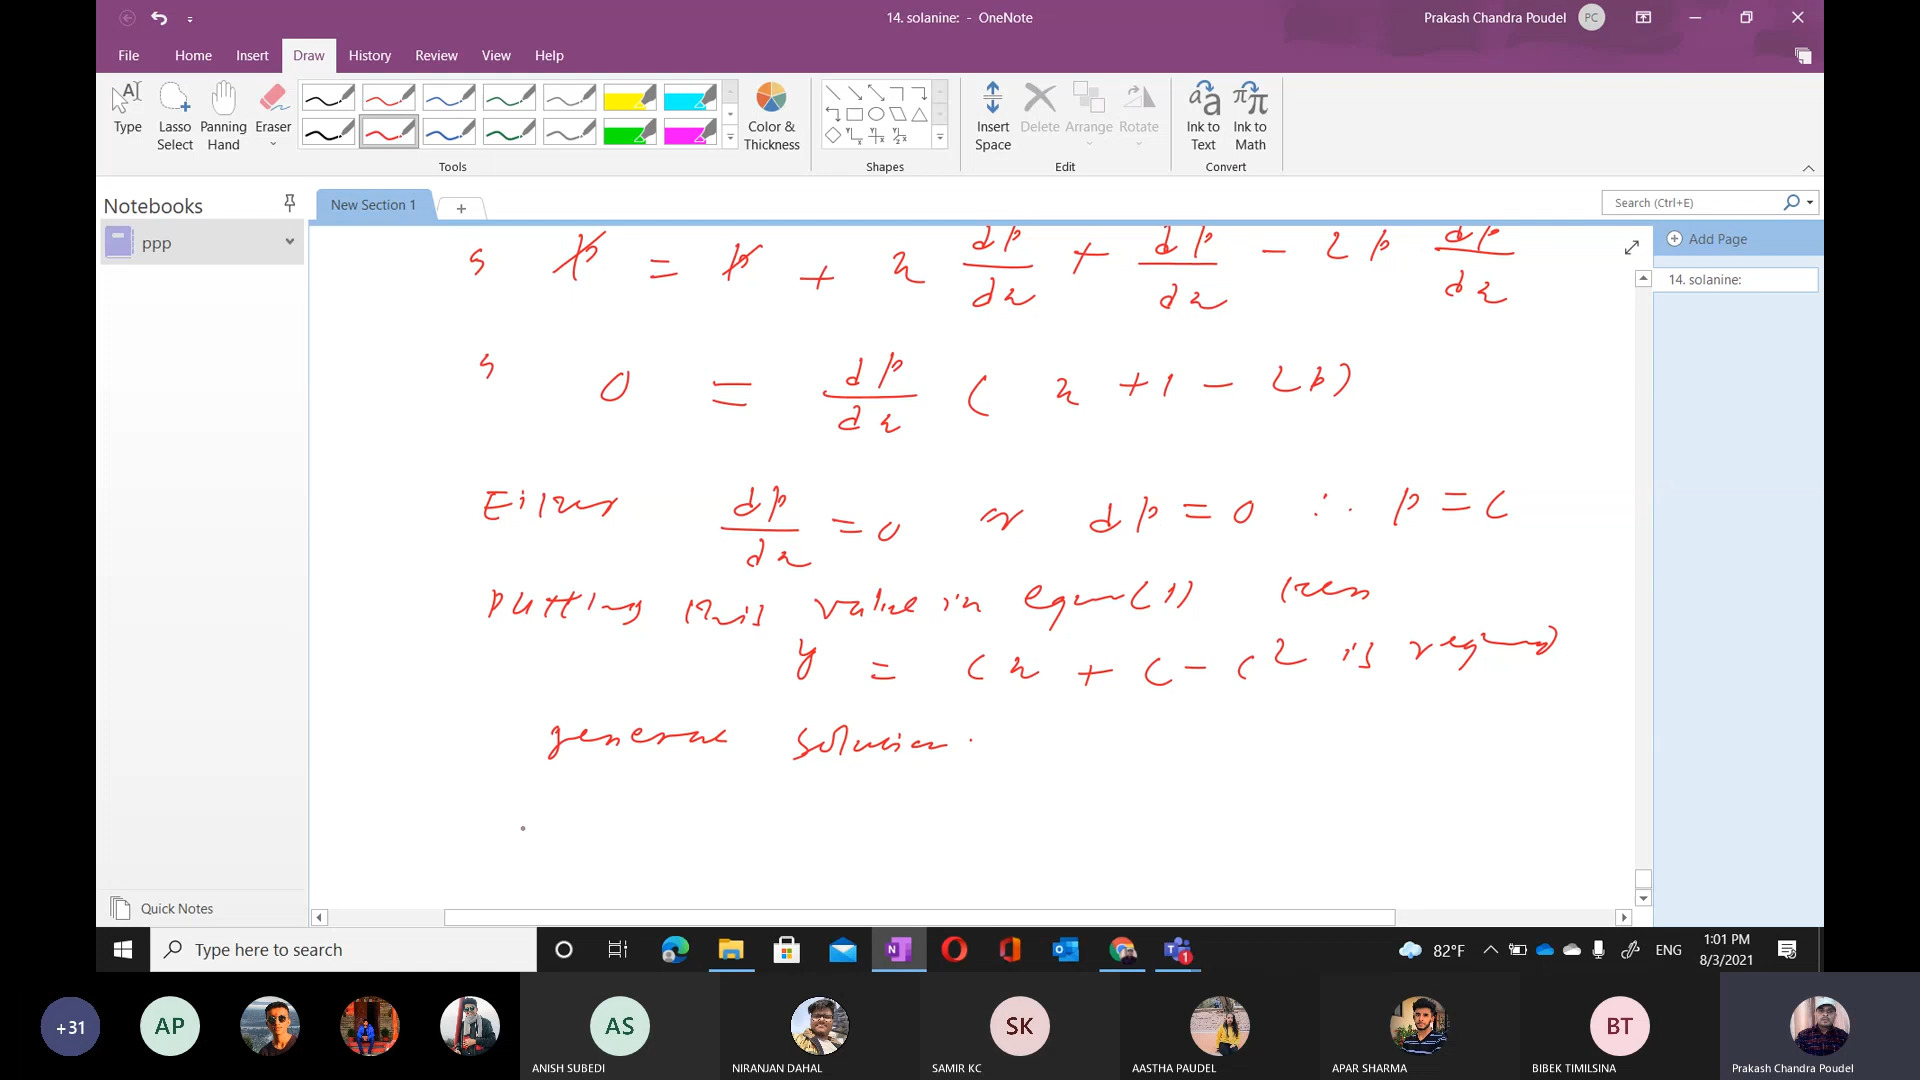 14. solanine: - OneNote
Prakash Chandra Poudel
PC
File Home Insert Draw History Review View Help
Type
Lasso Select
Panning Hand
Eraser
Color & Thickness
Insert Space
Delete
Arrange
Rotate
Ink to Text
Ink to Math
Tools
Shapes
Edit
Convert
Notebooks
New Section 1
Search (Ctrl+E)
ppp
Add Page
14. solanine:
p = p + x dp/dx + dp/dx - 2p dp/dx
0 = dp/dx ( x + 1 - 2p)
Either dp/dx = 0 or dp = 0 ∴ p = c
putting this value in equn(1) then
y = cx + c - c² is required
general solution.
Quick Notes
Type here to search
1
82°F
ENG
1:01 PM
8/3/2021
+31
AP
AS
SK
BT
ANISH SUBEDI
NIRANJAN DAHAL
SAMIR KC
AASTHA PAUDEL
APAR SHARMA
BIBEK TIMILSINA
Prakash Chandra Poudel